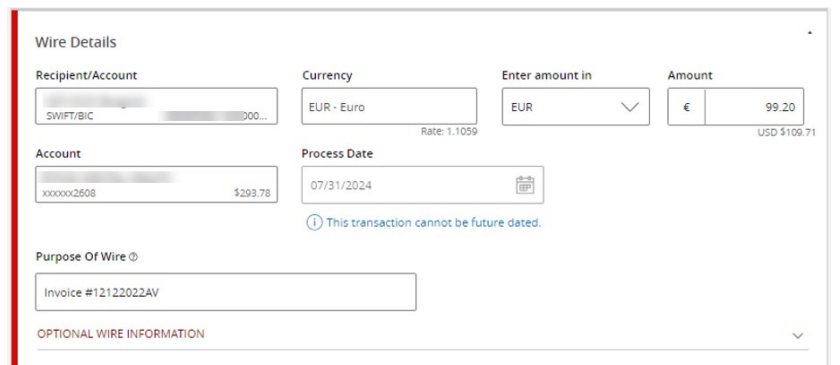 Wire Details
Recipient/Account
Currency
Enter amount in
Amount
SWIFT/BIC 000...
EUR - Euro
EUR
€ 99.20
Rate: 1.1059
USD $109.71
Account
Process Date
xxxxxx2608 $293.78
07/31/2024
This transaction cannot be future dated.
Purpose Of Wire
Invoice #12122022AV
OPTIONAL WIRE INFORMATION